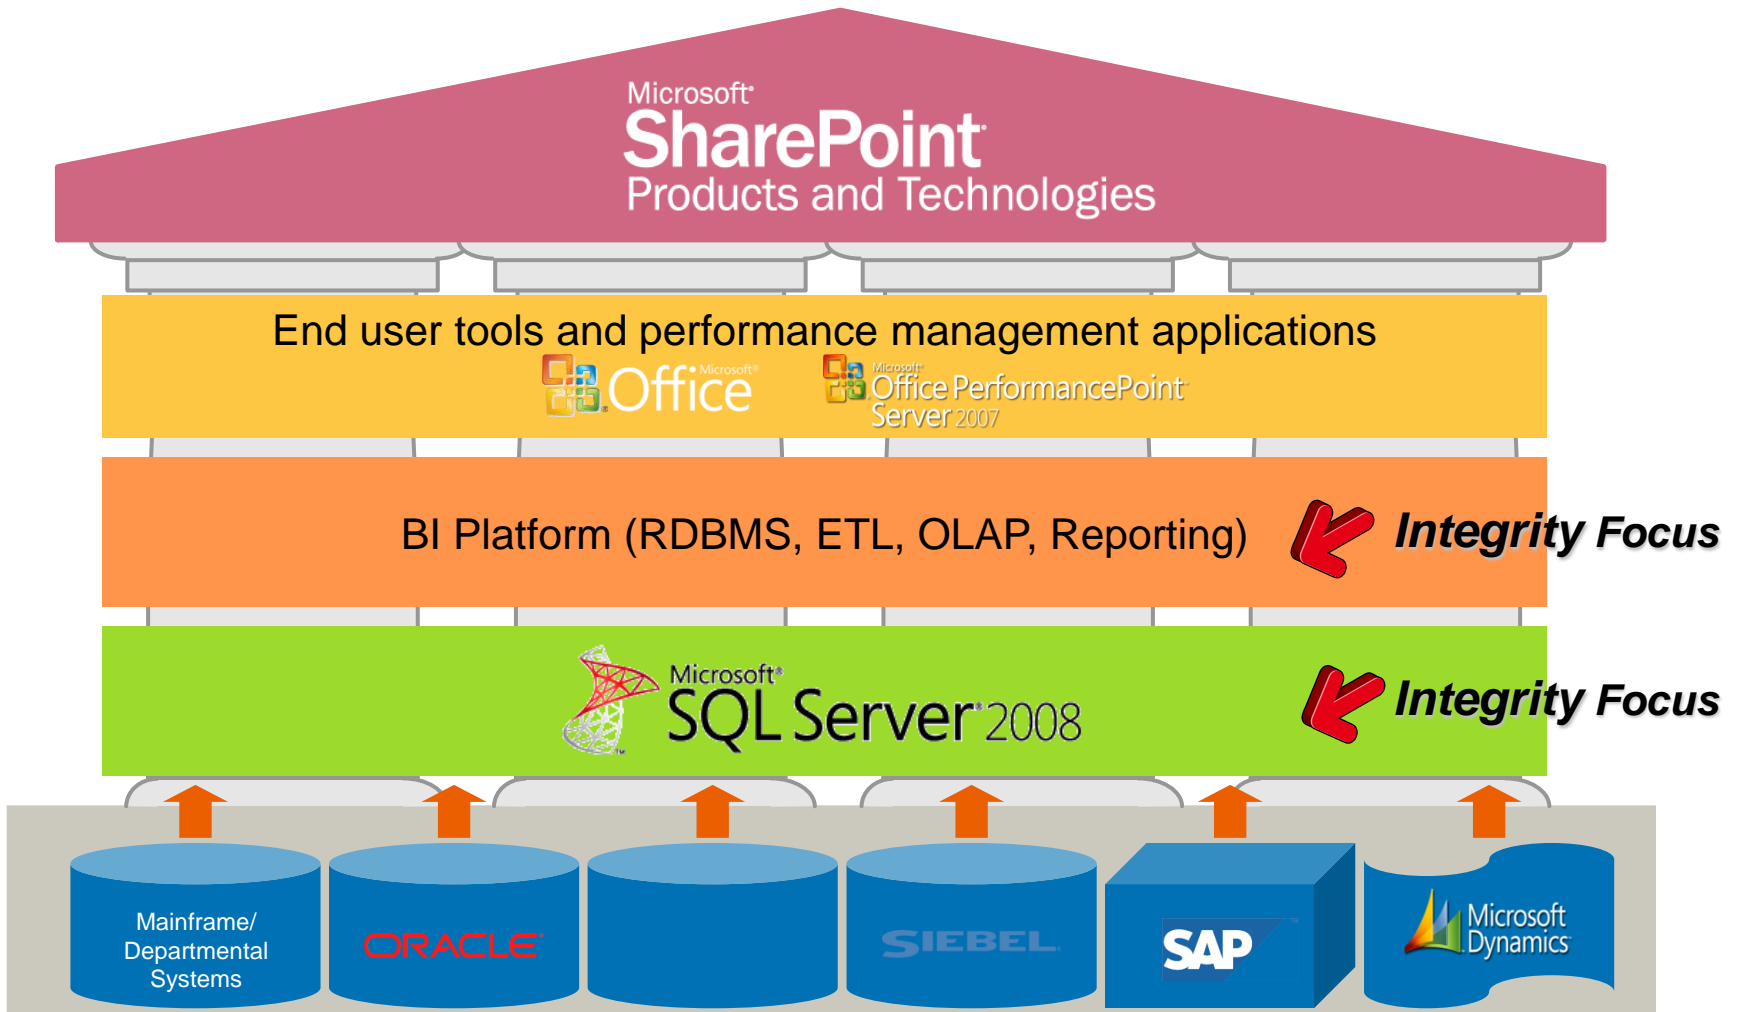 Microsoft®
SharePoint
Products and Technologies
End user tools and performance management applications
Microsoft®
Office
Microsoft®
Office PerformancePoint
Server 2007
BI Platform (RDBMS, ETL, OLAP, Reporting)
Integrity Focus
Microsoft®
SQL Server® 2008
Integrity Focus
Mainframe/
Departmental
Systems
ORACLE®
SIEBEL.
SAP
Microsoft
Dynamics